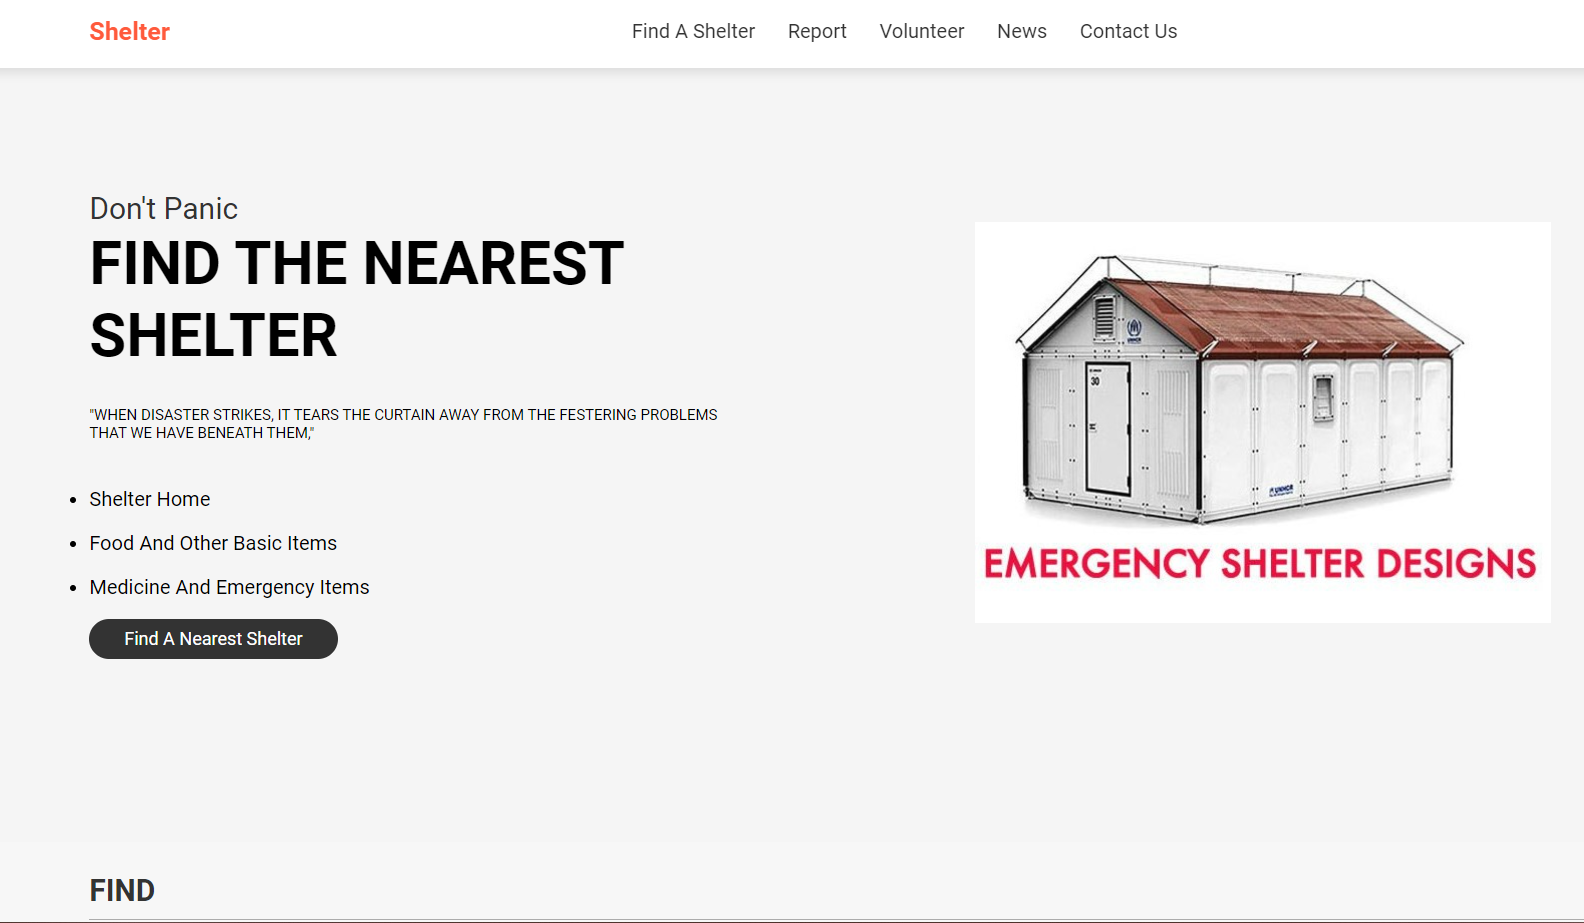 Shelter
Find A Shelter
Report
Volunteer
News
Contact Us
Don't Panic
FIND THE NEAREST
SHELTER
"WHEN DISASTER STRIKES, IT TEARS THE CURTAIN AWAY FROM THE FESTERING PROBLEMS
THAT WE HAVE BENEATH THEM,"
Shelter Home
Food And Other Basic Items
Medicine And Emergency Items
Find A Nearest Shelter
UNHCR
30
UNHCR
EMERGENCY SHELTER DESIGNS
FIND